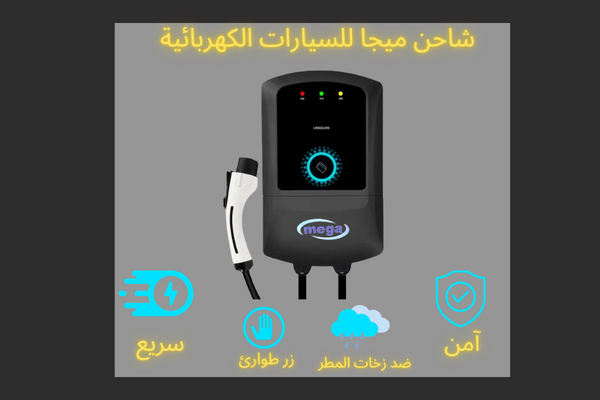 شاحن ميجا للسيارات الكهربائية
mega
آمن
ضد زخات المطر
زر طوارئ
سريع